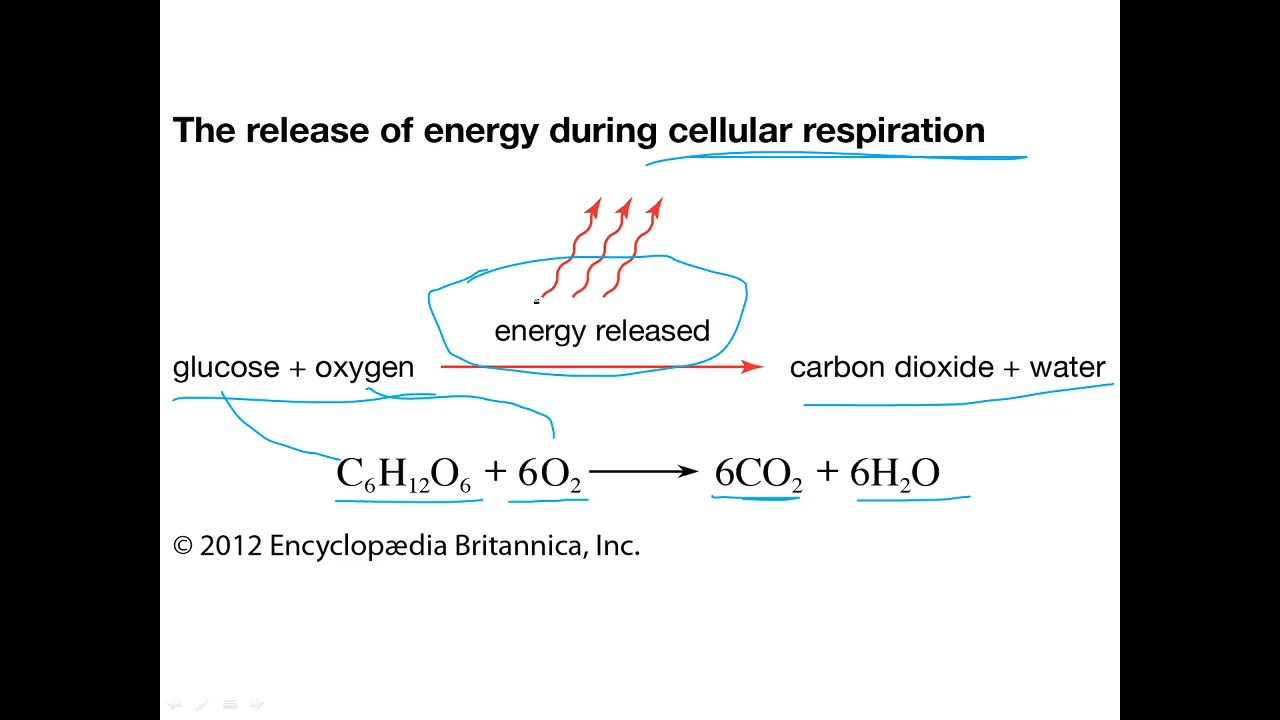 The release of energy during cellular respiration
energy released
glucose + oxygen → carbon dioxide + water
C₆H₁₂O₆ + 6O₂ → 6CO₂ + 6H₂O
© 2012 Encyclopædia Britannica, Inc.